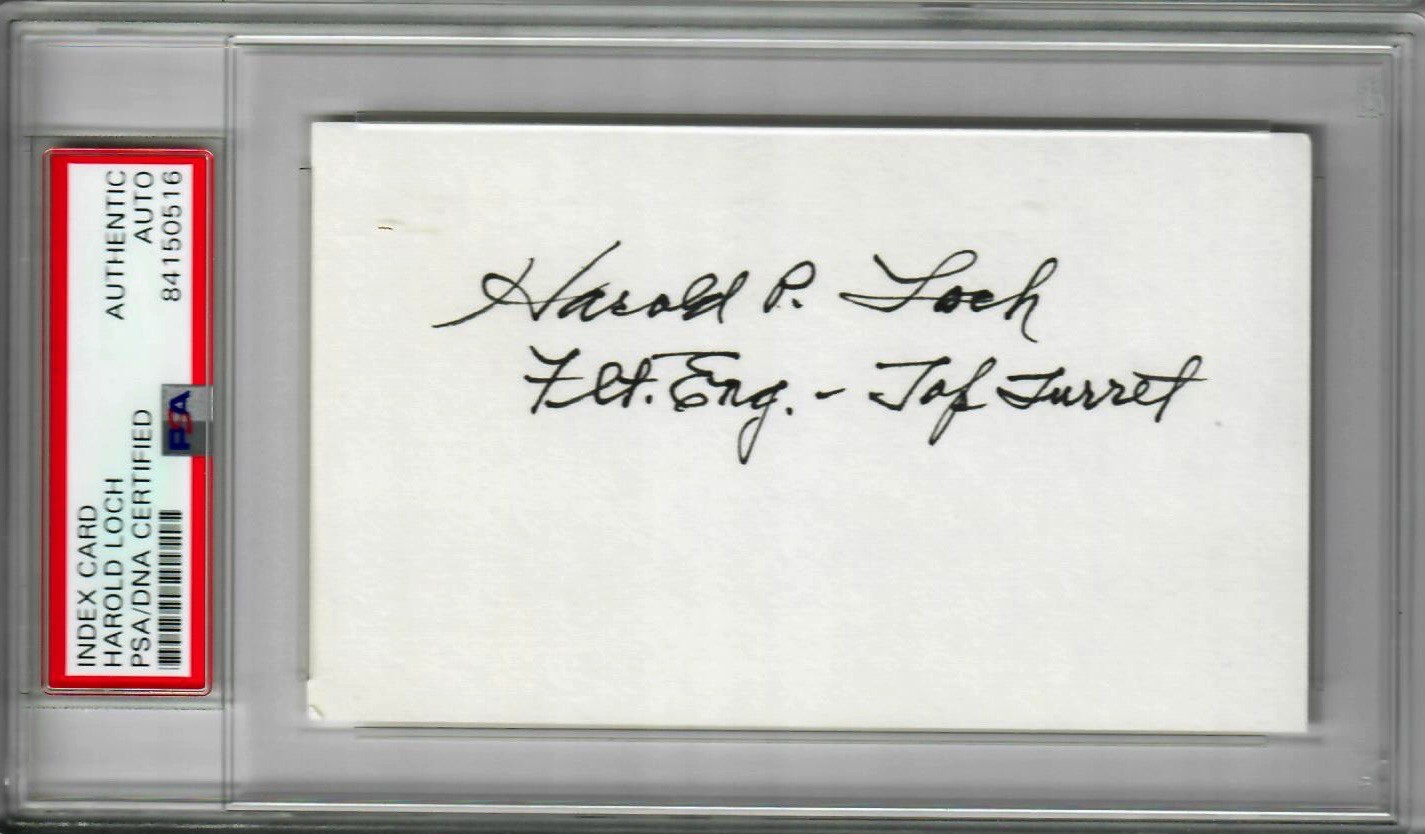 INDEX CARD
HAROLD LOCH
PSA/DNA CERTIFIED
AUTHENTIC
AUTO
84150516
PSA
Harold P. Loch
Flt. Eng. - Top Turret